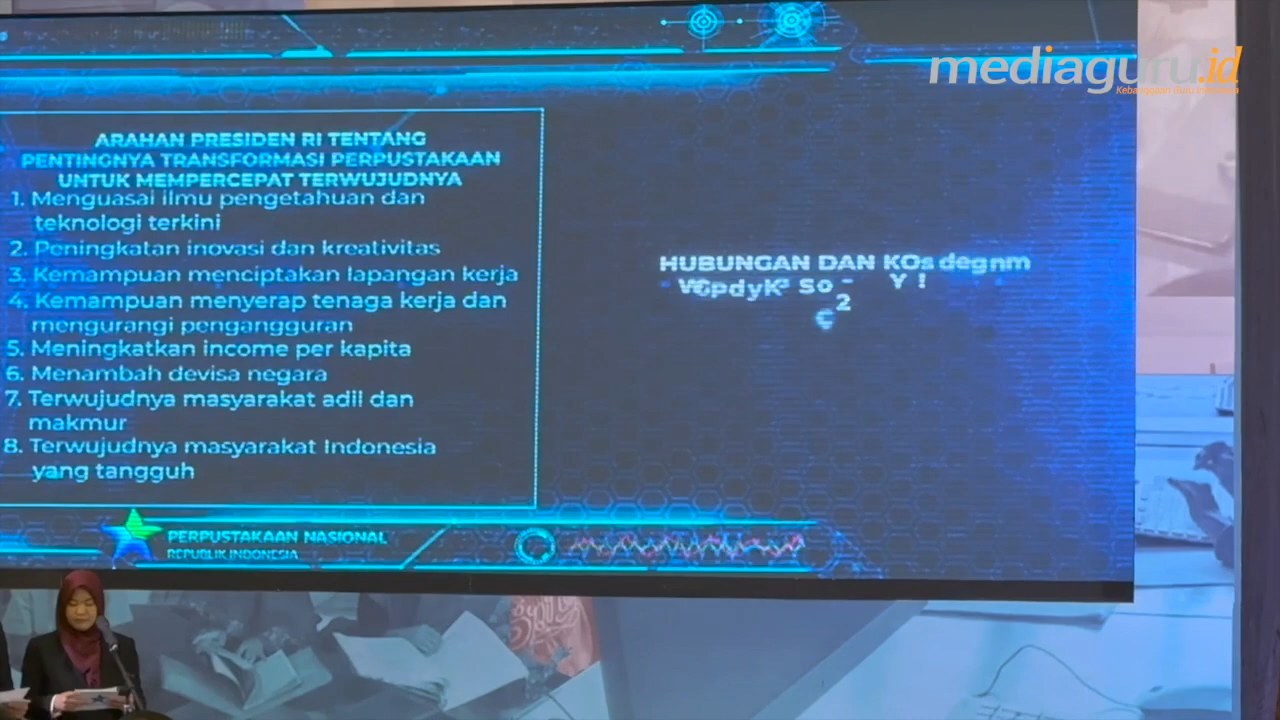 mediaguru.id
Kebanggaan Guru Indonesia
ARAHAN PRESIDEN RI TENTANG
PENTINGNYA TRANSFORMASI PERPUSTAKAAN
UNTUK MEMPERCEPAT TERWUJUDNYA
1. Menguasai ilmu pengetahuan dan
teknologi terkini
2. Peningkatan inovasi dan kreativitas
3. Kemampuan menciptakan lapangan kerja
4. Kemampuan menyerap tenaga kerja dan
mengurangi pengangguran
5. Meningkatkan income per kapita
6. Menambah devisa negara
7. Terwujudnya masyarakat adil dan
makmur
8. Terwujudnya masyarakat Indonesia
yang tangguh
HUBUNGAN DAN
PERPUSTAKAAN NASIONAL
REPUBLIK INDONESIA